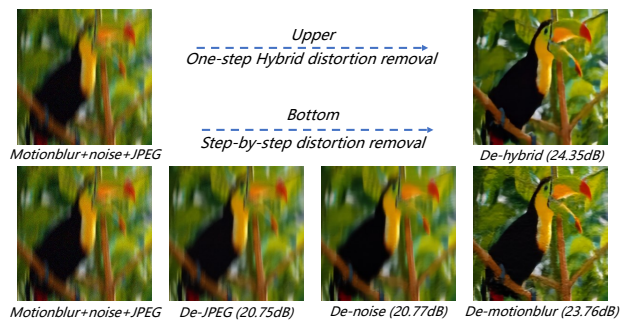 Upper
One-step Hybrid distortion removal
Bottom
Step-by-step distortion removal
Motionblur+noise+JPEG
De-hybrid (24.35dB)
Motionblur+noise+JPEG
De-JPEG (20.75dB)
De-noise (20.77dB)
De-motionblur (23.76dB)